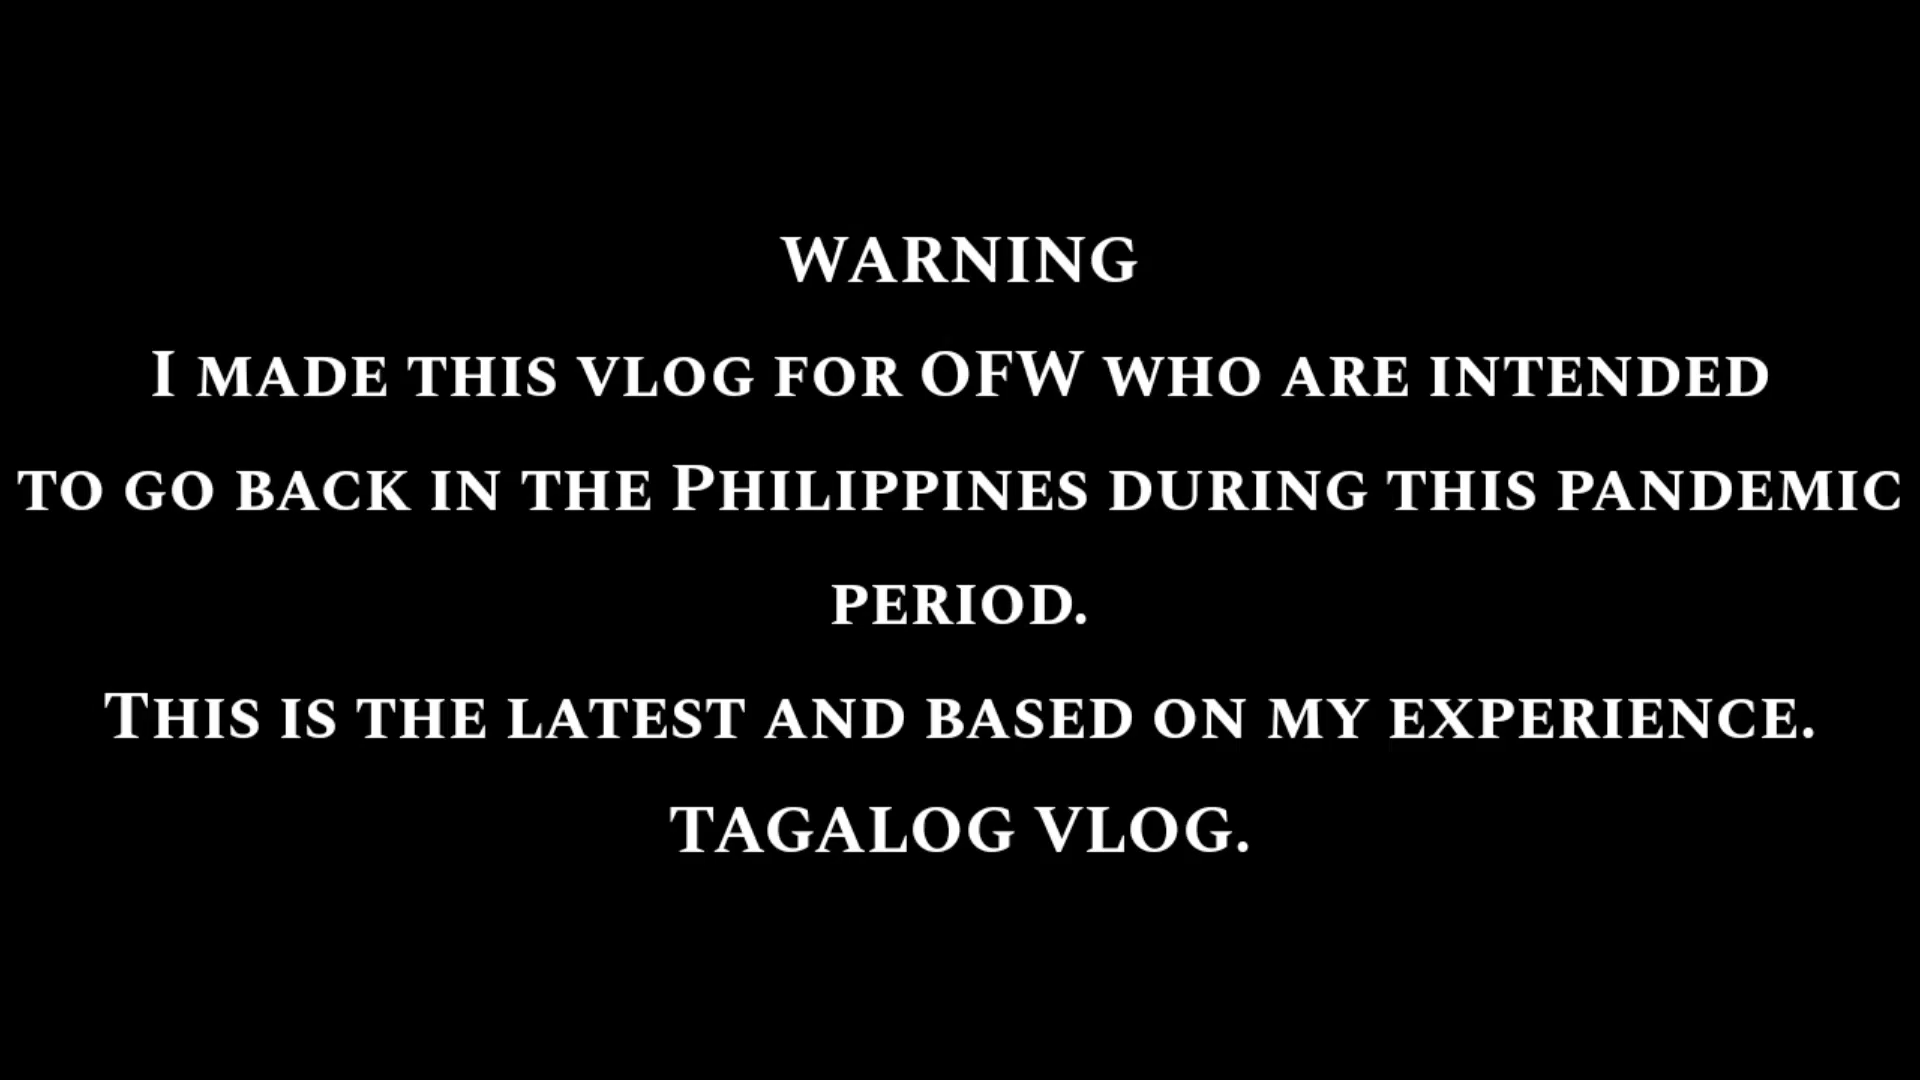 WARNING
I MADE THIS VLOG FOR OFW WHO ARE INTENDED
TO GO BACK IN THE PHILIPPINES DURING THIS PANDEMIC
PERIOD.
THIS IS THE LATEST AND BASED ON MY EXPERIENCE.
TAGALOG VLOG.